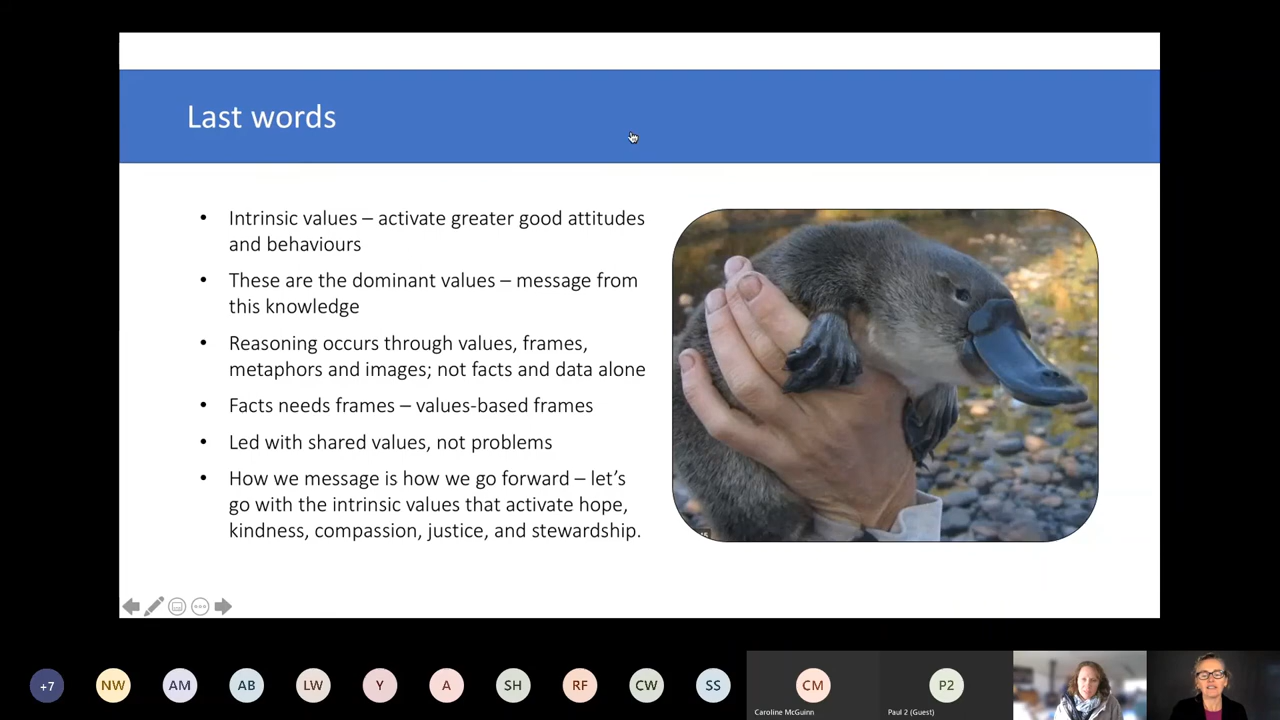 Last words
• Intrinsic values – activate greater good attitudes
and behaviours
• These are the dominant values – message from
this knowledge
• Reasoning occurs through values, frames,
metaphors and images; not facts and data alone
• Facts needs frames – values-based frames
• Led with shared values, not problems
• How we message is how we go forward – let's
go with the intrinsic values that activate hope,
kindness, compassion, justice, and stewardship.
+7
NW
AM
AB
LW
Y
A
SH
RF
CW
SS
CM
P2
Caroline McGuinn
Paul 2 (Guest)